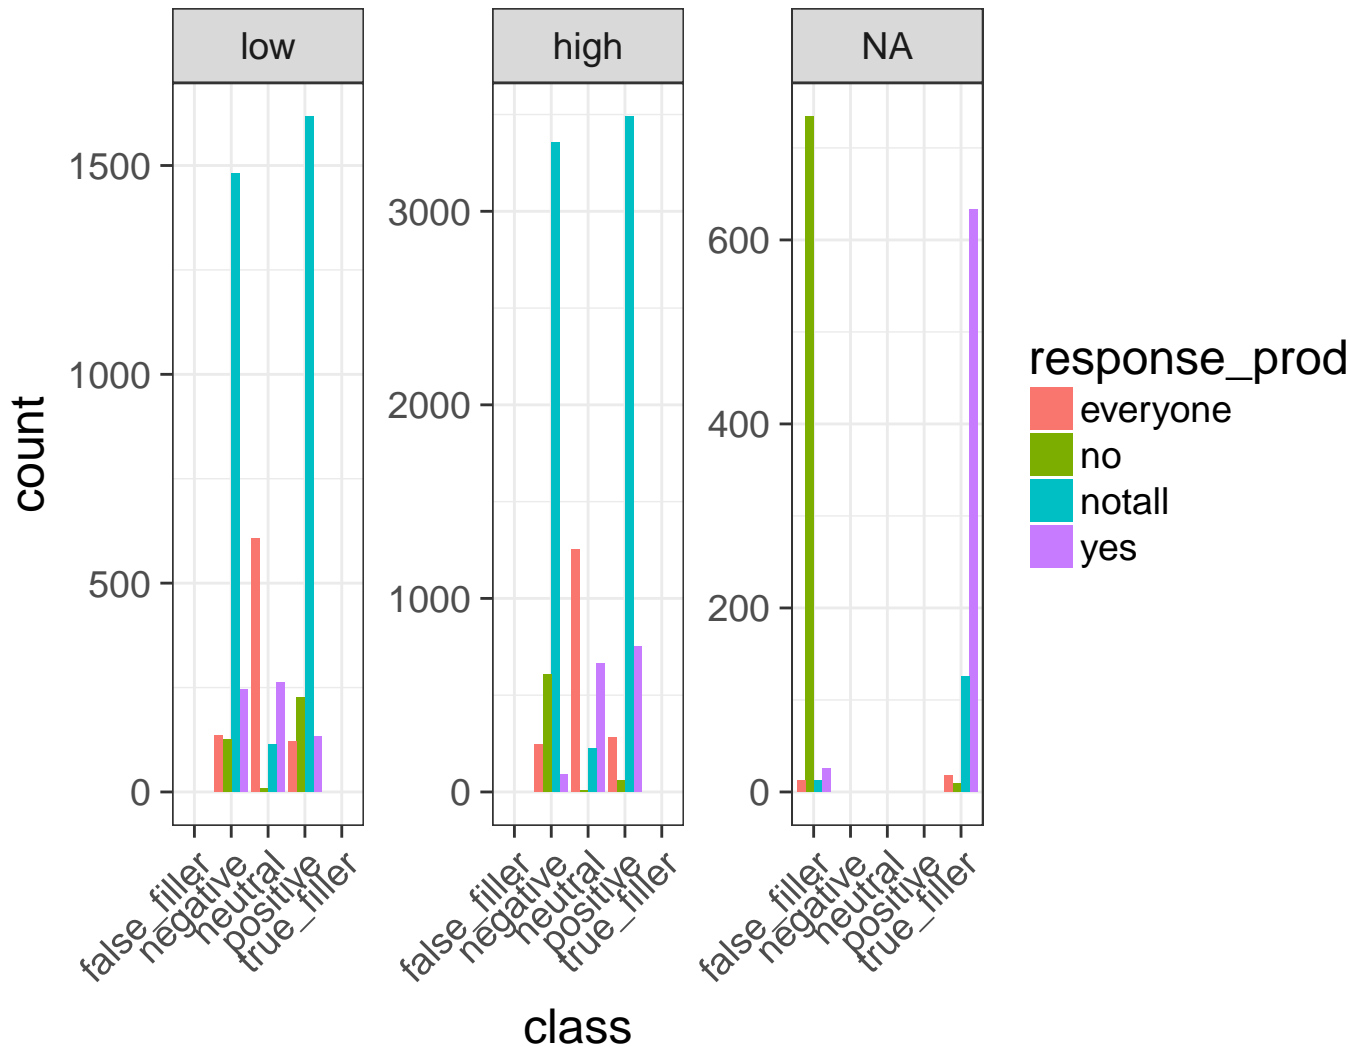 low
high
NA
1500
1000
500
0
3000
2000
1000
0
600
400
200
0
count
false_filler
negative
neutral
positive
true_filler
false_filler
negative
neutral
positive
true_filler
false_filler
negative
neutral
positive
true_filler
class
response_prod
everyone
no
notall
yes